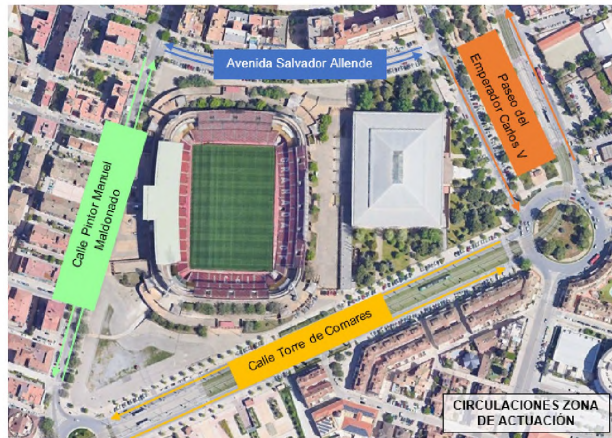 Avenida Salvador Allende
Paseo del
Emperador Carlos V
Calle Pintor Manuel
Maldonado
Calle Torre de Comares
CIRCULACIONES ZONA
DE ACTUACIÓN